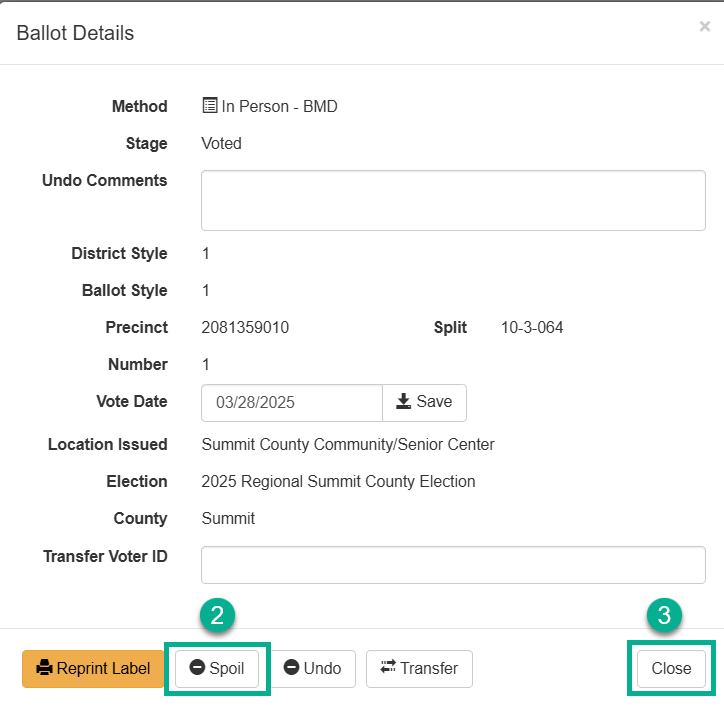 Ballot Details ×
Method In Person - BMD
Stage Voted
Undo Comments
District Style 1
Ballot Style 1
Precinct 2081359010 Split 10-3-064
Number 1
Vote Date 03/28/2025 Save
Location Issued Summit County Community/Senior Center
Election 2025 Regional Summit County Election
County Summit
Transfer Voter ID
2 3
Reprint Label Spoil Undo Transfer Close